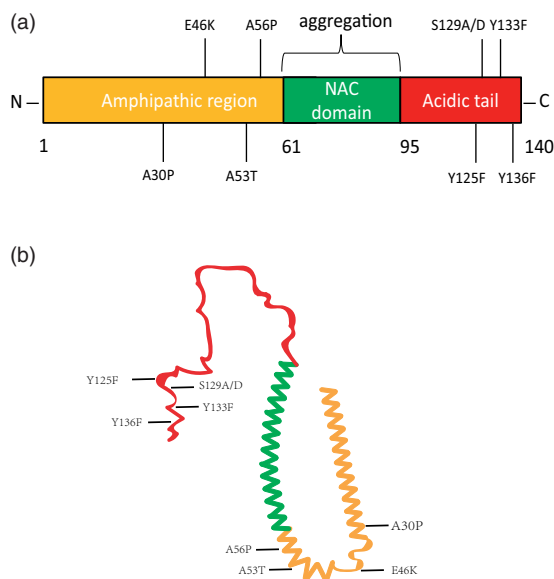 (a)
aggregation
E46K
A56P
S129A/D
Y133F
N
Amphipathic region
NAC
domain
Acidic tail
C
1
61
95
140
A30P
A53T
Y125F
Y136F
(b)
Y125F
S129A/D
Y133F
Y136F
A30P
A56P
A53T
E46K